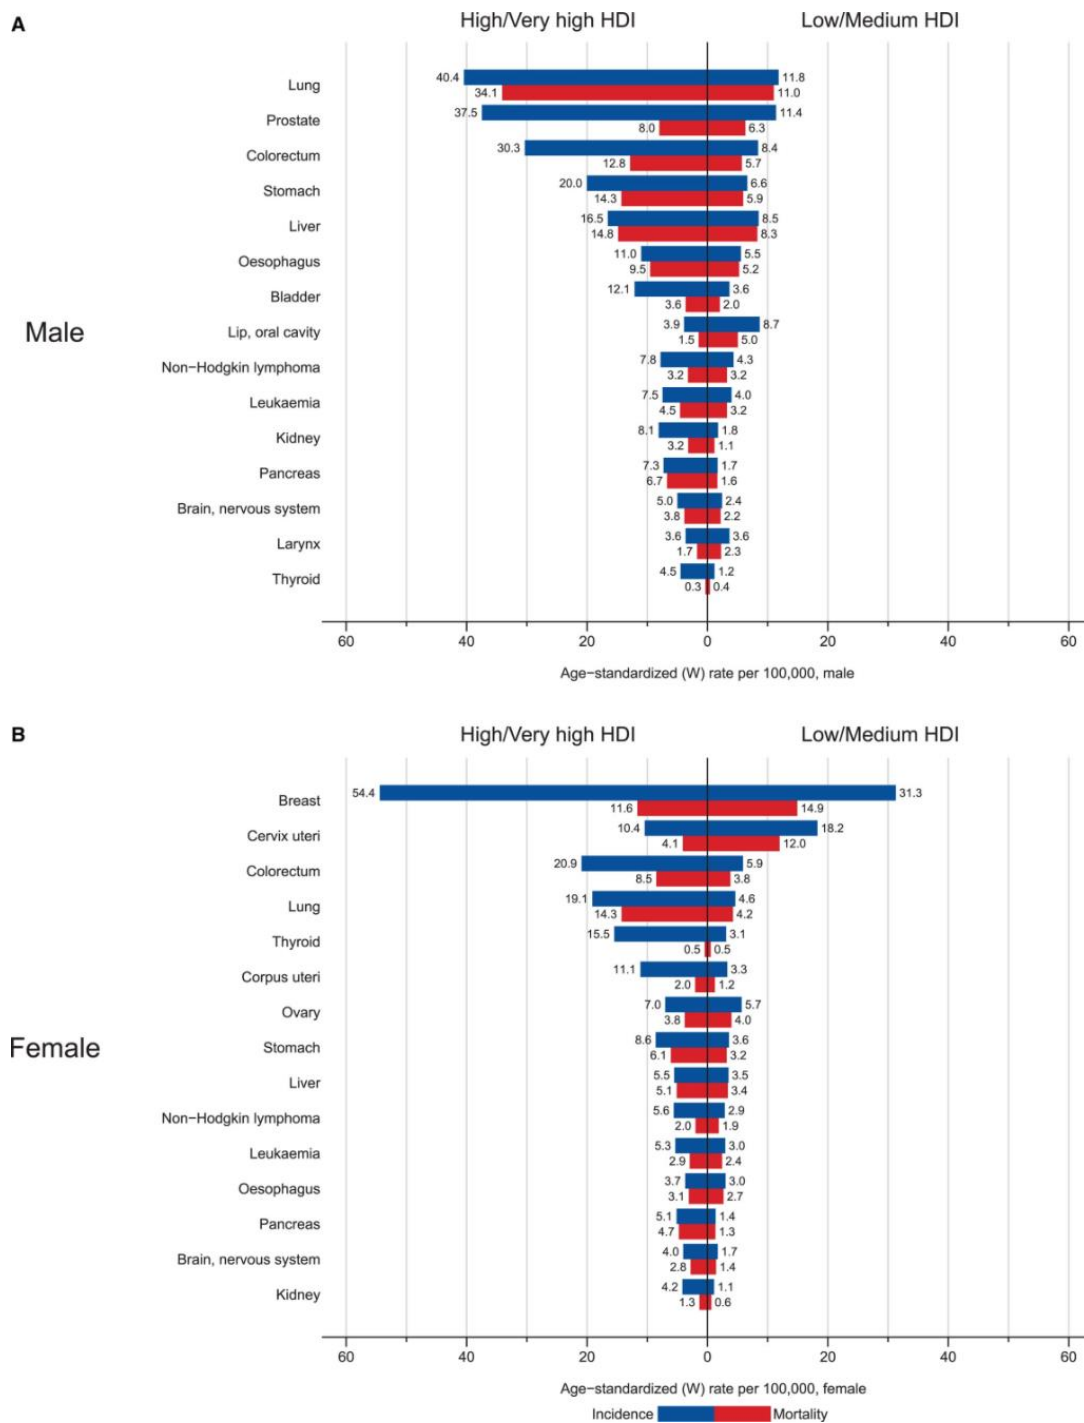 A
High/Very high HDI Low/Medium HDI
Lung 40.4 11.8
34.1 11.0
Prostate 37.5 11.4
8.0 6.3
Colorectum 30.3 8.4
12.8 5.7
Stomach 20.0 6.6
14.3 5.9
Liver 16.5 8.5
14.8 8.3
Oesophagus 11.0 5.5
9.5 5.2
Bladder 12.1 3.6
3.6 2.0
Male
Lip, oral cavity 3.9 8.7
1.5 5.0
Non−Hodgkin lymphoma 7.8 4.3
3.2 3.2
Leukaemia 7.5 4.0
4.5 3.2
Kidney 8.1 1.8
3.2 1.1
Pancreas 7.3 1.7
6.7 1.6
Brain, nervous system 5.0 2.4
3.8 2.2
Larynx 3.6 3.6
1.7 2.3
Thyroid 4.5 1.2
0.3 0.4
60 40 20 0 20 40 60
Age−standardized (W) rate per 100,000, male
B
High/Very high HDI Low/Medium HDI
Breast 54.4 31.3
11.6 14.9
Cervix uteri 10.4 18.2
4.1 12.0
Colorectum 20.9 5.9
8.5 3.8
Lung 19.1 4.6
14.3 4.2
Thyroid 15.5 3.1
0.5 0.5
Corpus uteri 11.1 3.3
2.0 1.2
Ovary 7.0 5.7
3.8 4.0
Female
Stomach 8.6 3.6
6.1 3.2
Liver 5.5 3.5
5.1 3.4
Non−Hodgkin lymphoma 5.6 2.9
2.0 1.9
Leukaemia 5.3 3.0
2.9 2.4
Oesophagus 3.7 3.0
3.1 2.7
Pancreas 5.1 1.4
4.7 1.3
Brain, nervous system 4.0 1.7
2.8 1.4
Kidney 4.2 1.1
1.3 0.6
60 40 20 0 20 40 60
Age−standardized (W) rate per 100,000, female
Incidence Mortality